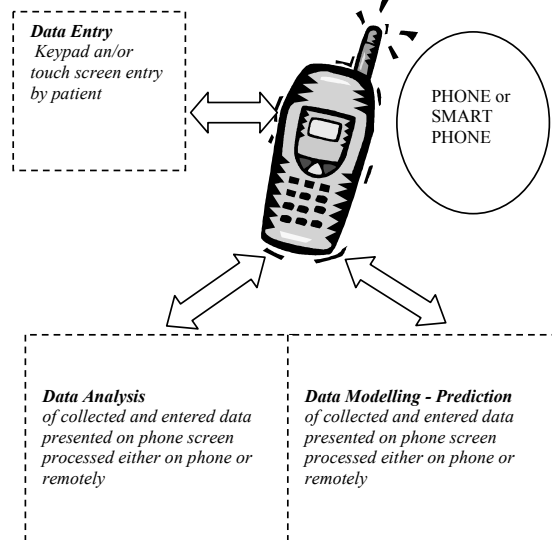 Data Entry
Keypad an/or
touch screen entry
by patient
PHONE or
SMART
PHONE
Data Analysis
of collected and entered data
presented on phone screen
processed either on phone or
remotely
Data Modelling - Prediction
of collected and entered data
presented on phone screen
processed either on phone or
remotely